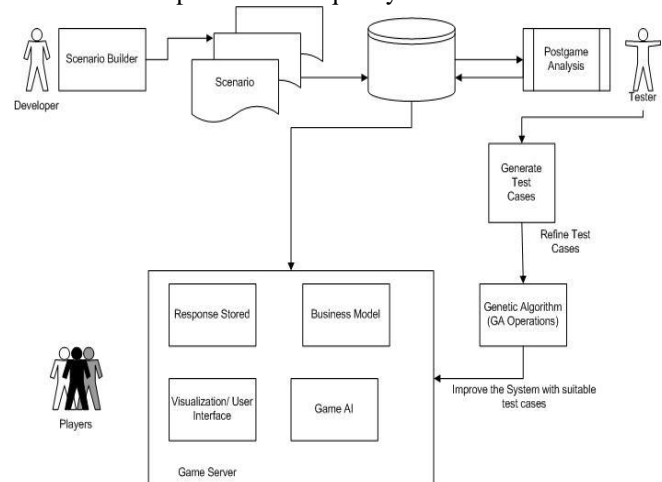 Developer
Scenario Builder
Scenario
Postgame
Analysis
Tester
Generate
Test
Cases
Refine Test
Cases
Genetic Algorithm
(GA Operations)
Improve the System with suitable
test cases
Response Stored
Business Model
Visualization/ User
Interface
Game AI
Game Server
Players